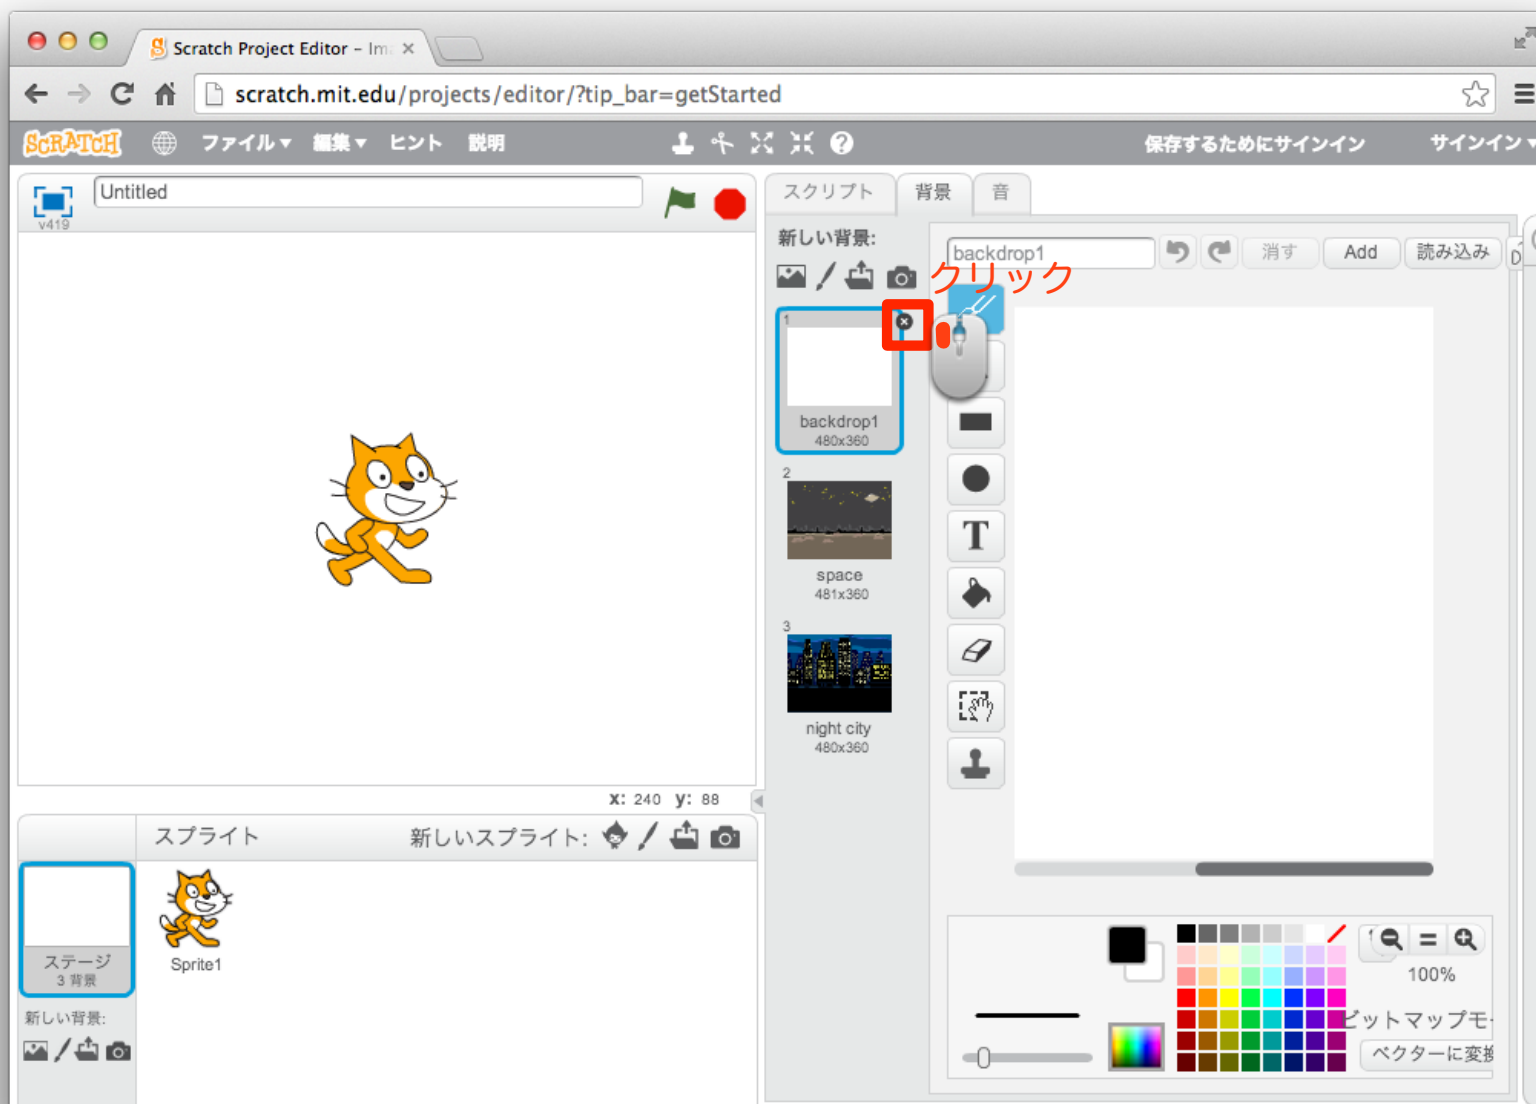 Scratch Project Editor – Im
scratch.mit.edu/projects/editor/?tip_bar=getStarted
SCRATCH ファイル▼ 編集▼ ヒント 説明 保存するためにサインイン サインイン▼
v419 Untitled
スクリプト 背景 音
新しい背景:
backdrop1 消す Add 読み込み
クリック
1
backdrop1
480x360
2
space
481x360
3
night city
480x360
T
x: 240 y: 88
スプライト 新しいスプライト:
ステージ
3 背景
Sprite1
新しい背景:
100%
ビットマップモ
ベクターに変換